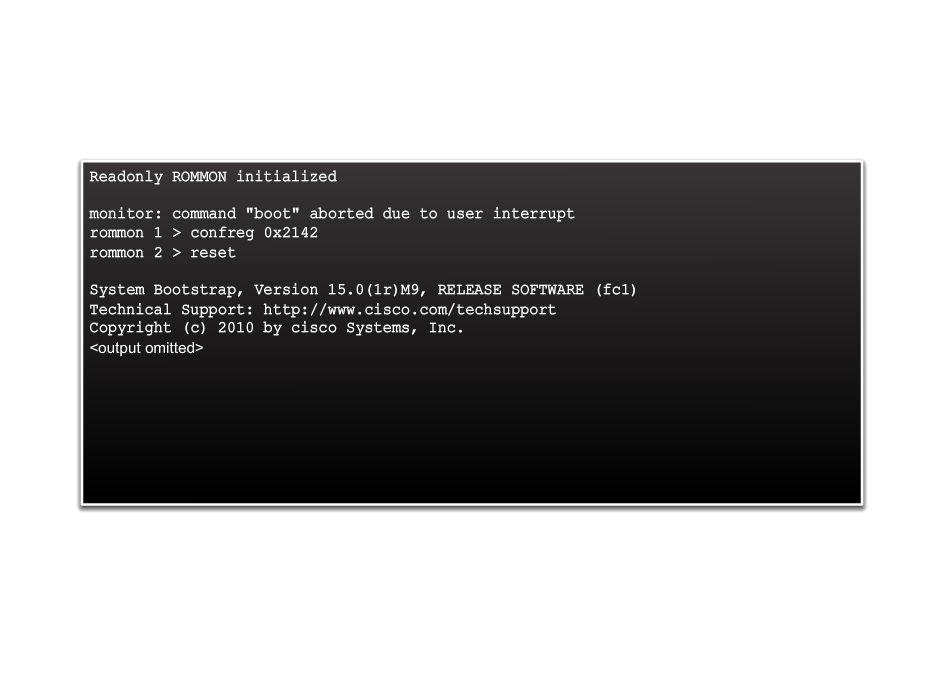 Readonly ROMMON initialized
monitor: command "boot" aborted due to user interrupt
rommon 1 > confreg 0x2142
rommon 2 > reset
System Bootstrap, Version 15.0(1r)M9, RELEASE SOFTWARE (fc1)
Technical Support: http://www.cisco.com/techsupport
Copyright (c) 2010 by cisco Systems, Inc.
<output omitted>